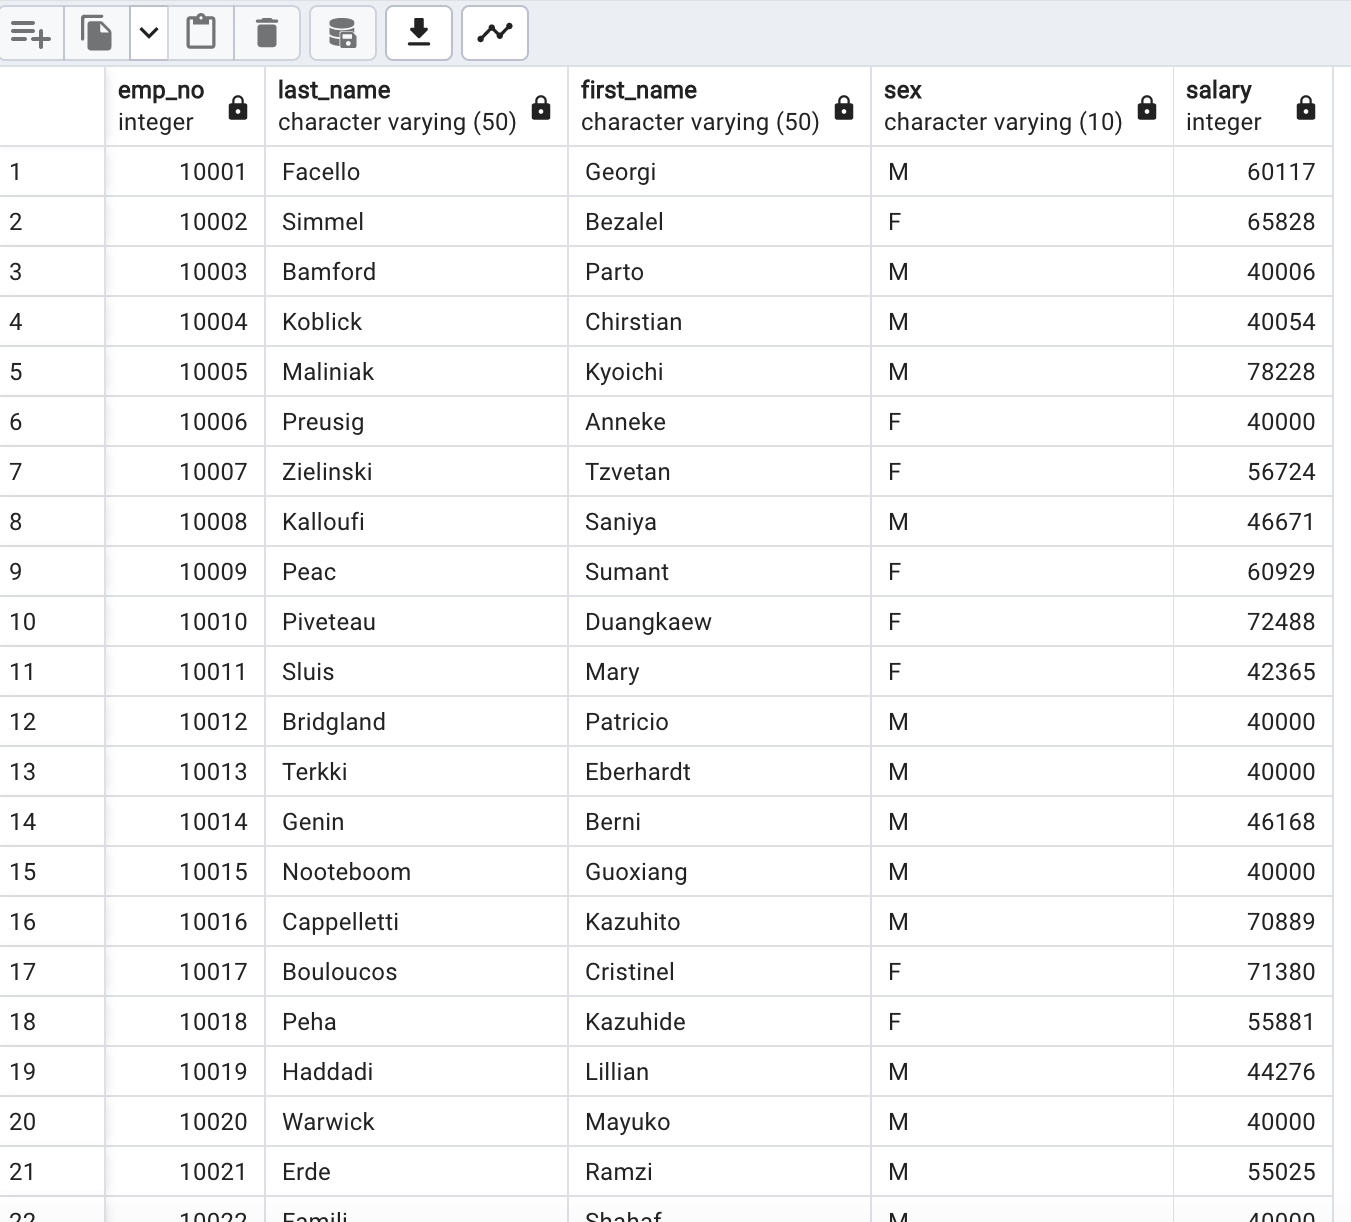 emp_no last_name first_name sex salary
integer character varying (50) character varying (50) character varying (10) integer
1 10001 Facello Georgi M 60117
2 10002 Simmel Bezalel F 65828
3 10003 Bamford Parto M 40006
4 10004 Koblick Chirstian M 40054
5 10005 Maliniak Kyoichi M 78228
6 10006 Preusig Anneke F 40000
7 10007 Zielinski Tzvetan F 56724
8 10008 Kalloufi Saniya M 46671
9 10009 Peac Sumant F 60929
10 10010 Piveteau Duangkaew F 72488
11 10011 Sluis Mary F 42365
12 10012 Bridgland Patricio M 40000
13 10013 Terkki Eberhardt M 40000
14 10014 Genin Berni M 46168
15 10015 Nooteboom Guoxiang M 40000
16 10016 Cappelletti Kazuhito M 70889
17 10017 Bouloucos Cristinel F 71380
18 10018 Peha Kazuhide F 55881
19 10019 Haddadi Lillian M 44276
20 10020 Warwick Mayuko M 40000
21 10021 Erde Ramzi M 55025
22 10022 Famili Shahaf M 40000